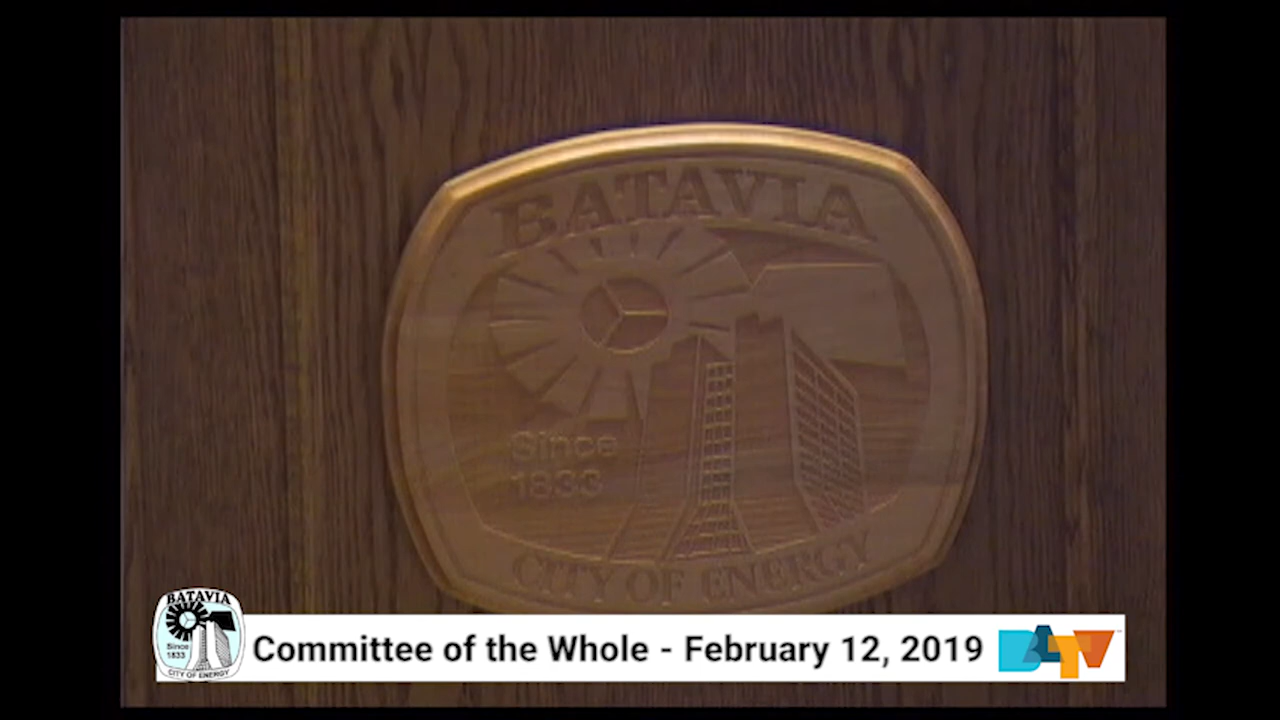 BATAVIA
Since
1833
CITY OF ENERGY
BATAVIA
Since
1833
CITY OF ENERGY
Committee of the Whole - February 12, 2019
BATV